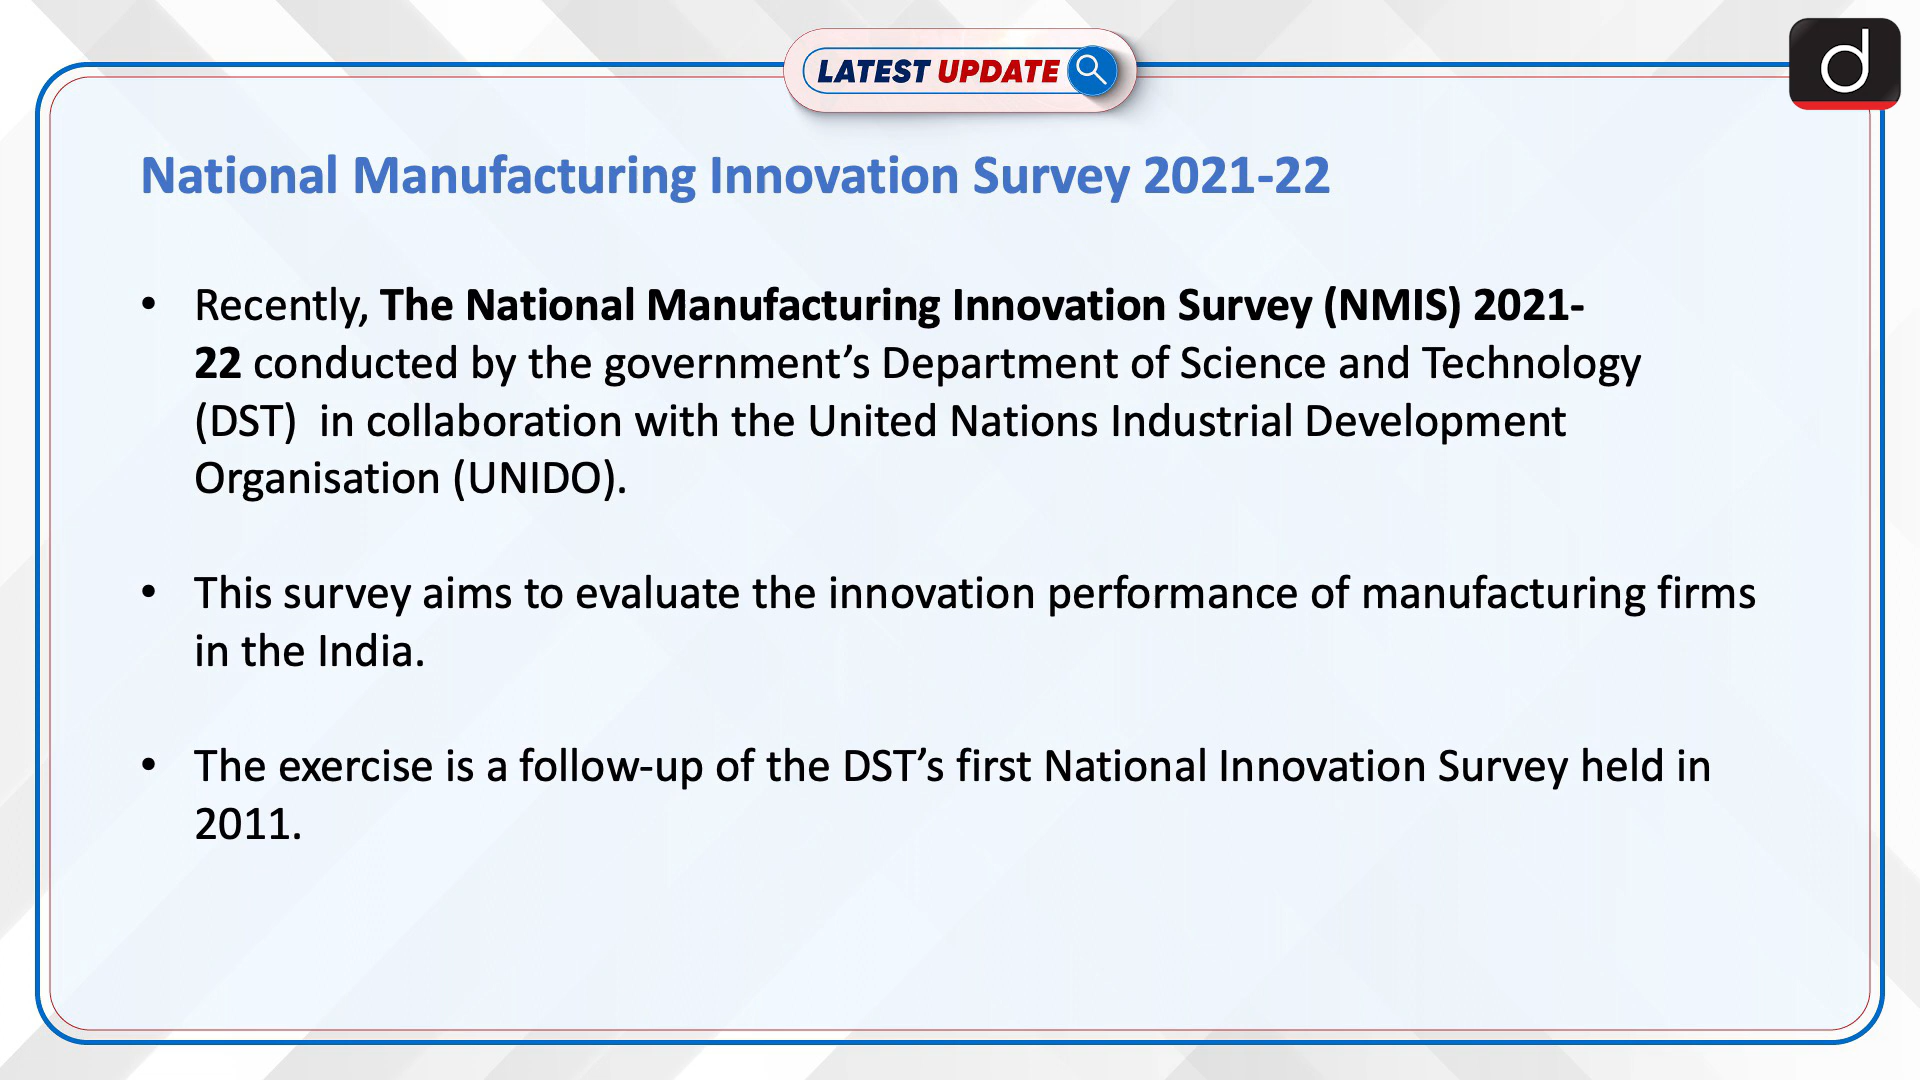 LATEST UPDATE
d
National Manufacturing Innovation Survey 2021-22
• Recently, The National Manufacturing Innovation Survey (NMIS) 2021-
22 conducted by the government’s Department of Science and Technology
(DST)  in collaboration with the United Nations Industrial Development
Organisation (UNIDO).
• This survey aims to evaluate the innovation performance of manufacturing firms
in the India.
• The exercise is a follow-up of the DST’s first National Innovation Survey held in
2011.